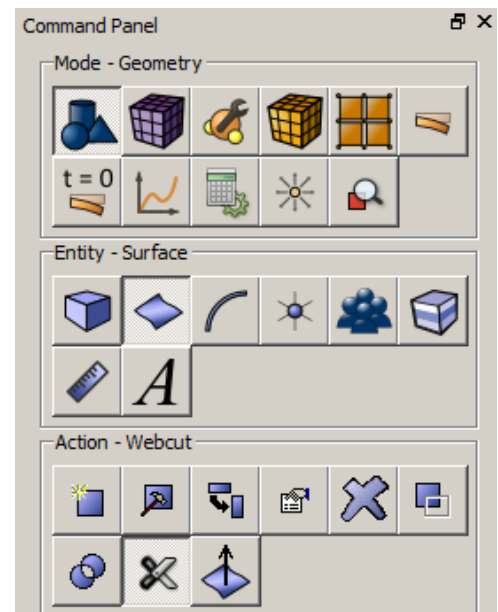 Command Panel
Mode - Geometry
t = 0
Entity - Surface
A
Action - Webcut